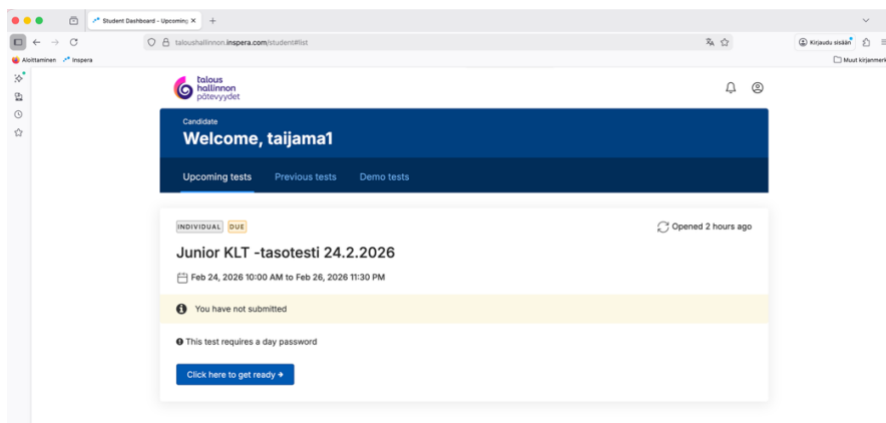 Student Dashboard - Upcoming
taloushallinnon.inspera.com/student#list
Kirjaudu sisään
Aloittaminen
Inspera
Muut kirjanmerk
talous
hallinnon
pätevyydet
Candidate
Welcome, taijama1
Upcoming tests
Previous tests
Demo tests
INDIVIDUAL DUE
Opened 2 hours ago
Junior KLT -tasotesti 24.2.2026
Feb 24, 2026 10:00 AM to Feb 26, 2026 11:30 PM
You have not submitted
This test requires a day password
Click here to get ready